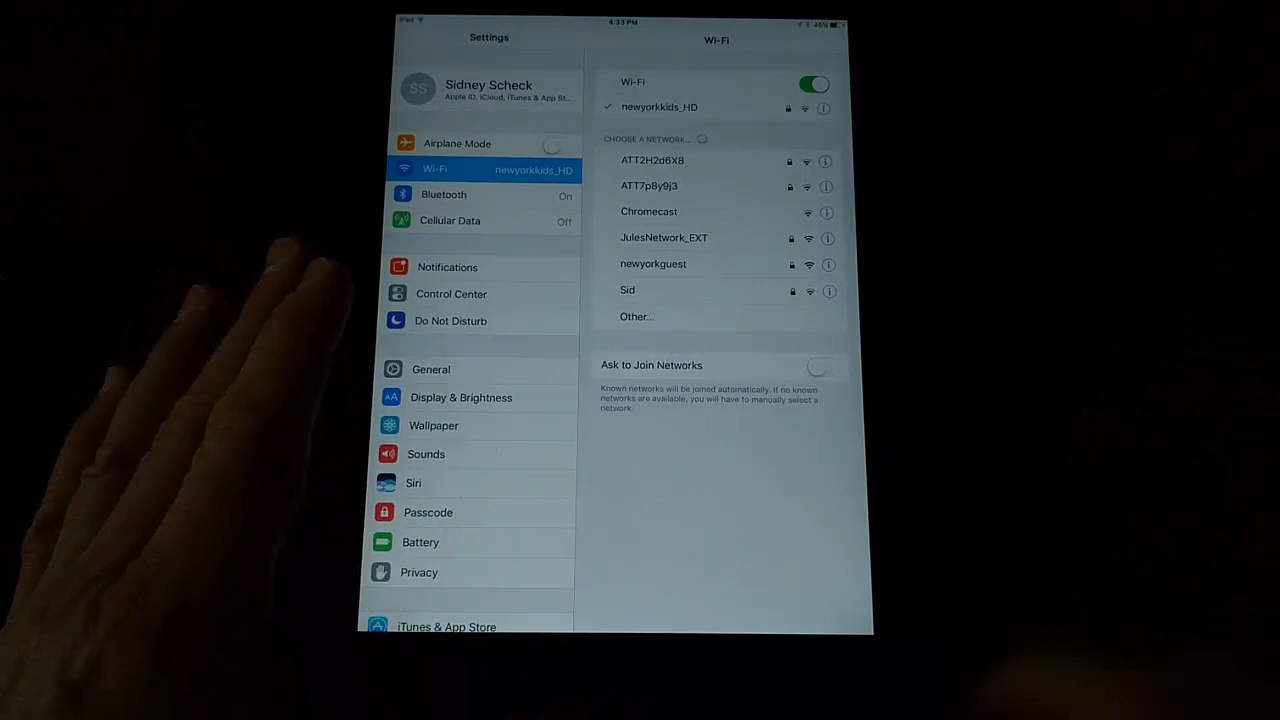 iPad
4:33 PM
46%
Settings
Wi-Fi
SS
Sidney Scheck
Apple ID, iCloud, iTunes & App St...
Airplane Mode
Wi-Fi newyorkkids_HD
Bluetooth On
Cellular Data Off
Notifications
Control Center
Do Not Disturb
General
AA Display & Brightness
Wallpaper
Sounds
Siri
Passcode
Battery
Privacy
iTunes & App Store
Wi-Fi
newyorkkids_HD
CHOOSE A NETWORK...
ATT2H2d6X8
ATT7p8y9j3
Chromecast
JulesNetwork_EXT
newyorkguest
Sid
Other...
Ask to Join Networks
Known networks will be joined automatically. If no known
networks are available, you will have to manually select a
network.